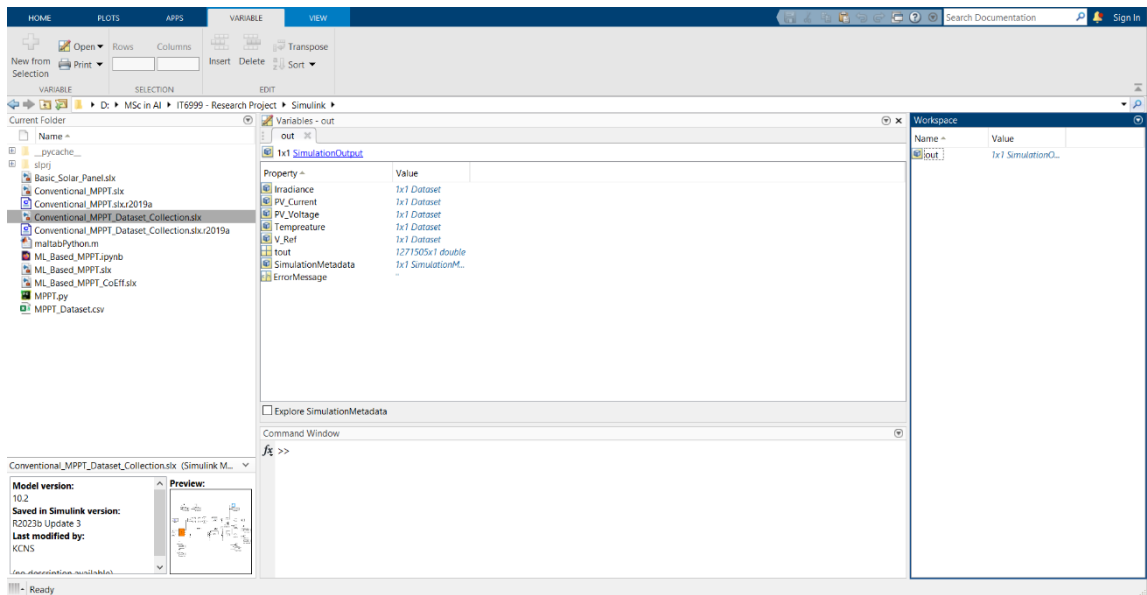 HOME PLOTS APPS VARIABLE VIEW Search Documentation Sign In
New from Selection
Open Print
Rows Columns
Insert Delete
Transpose
Sort
VARIABLE SELECTION EDIT
D: MSc in AI IT6999 - Research Project Simulink
Current Folder
Name
__pycache__
slprj
Basic_Solar_Panel.slx
Conventional_MPPT.slx
Conventional_MPPT.slx.r2019a
Conventional_MPPT_Dataset_Collection.slx
Conventional_MPPT_Dataset_Collection.slx.r2019a
maltabPython.m
ML_Based_MPPT.ipynb
ML_Based_MPPT.slx
ML_Based_MPPT_CoEff.slx
MPPT.py
MPPT_Dataset.csv
Conventional_MPPT_Dataset_Collection.slx (Simulink M...
Model version:
10.2
Saved in Simulink version:
R2023b Update 3
Last modified by:
KCNS
(no description available)
Preview:
Variables - out
out
1x1 SimulationOutput
Property Value
Irradiance 1x1 Dataset
PV_Current 1x1 Dataset
PV_Voltage 1x1 Dataset
Tempreature 1x1 Dataset
V_Ref 1x1 Dataset
tout 1271505x1 double
SimulationMetadata 1x1 SimulationM...
ErrorMessage ''
Explore SimulationMetadata
Command Window
fx >>
Workspace
Name Value
out 1x1 SimulationO...
Ready